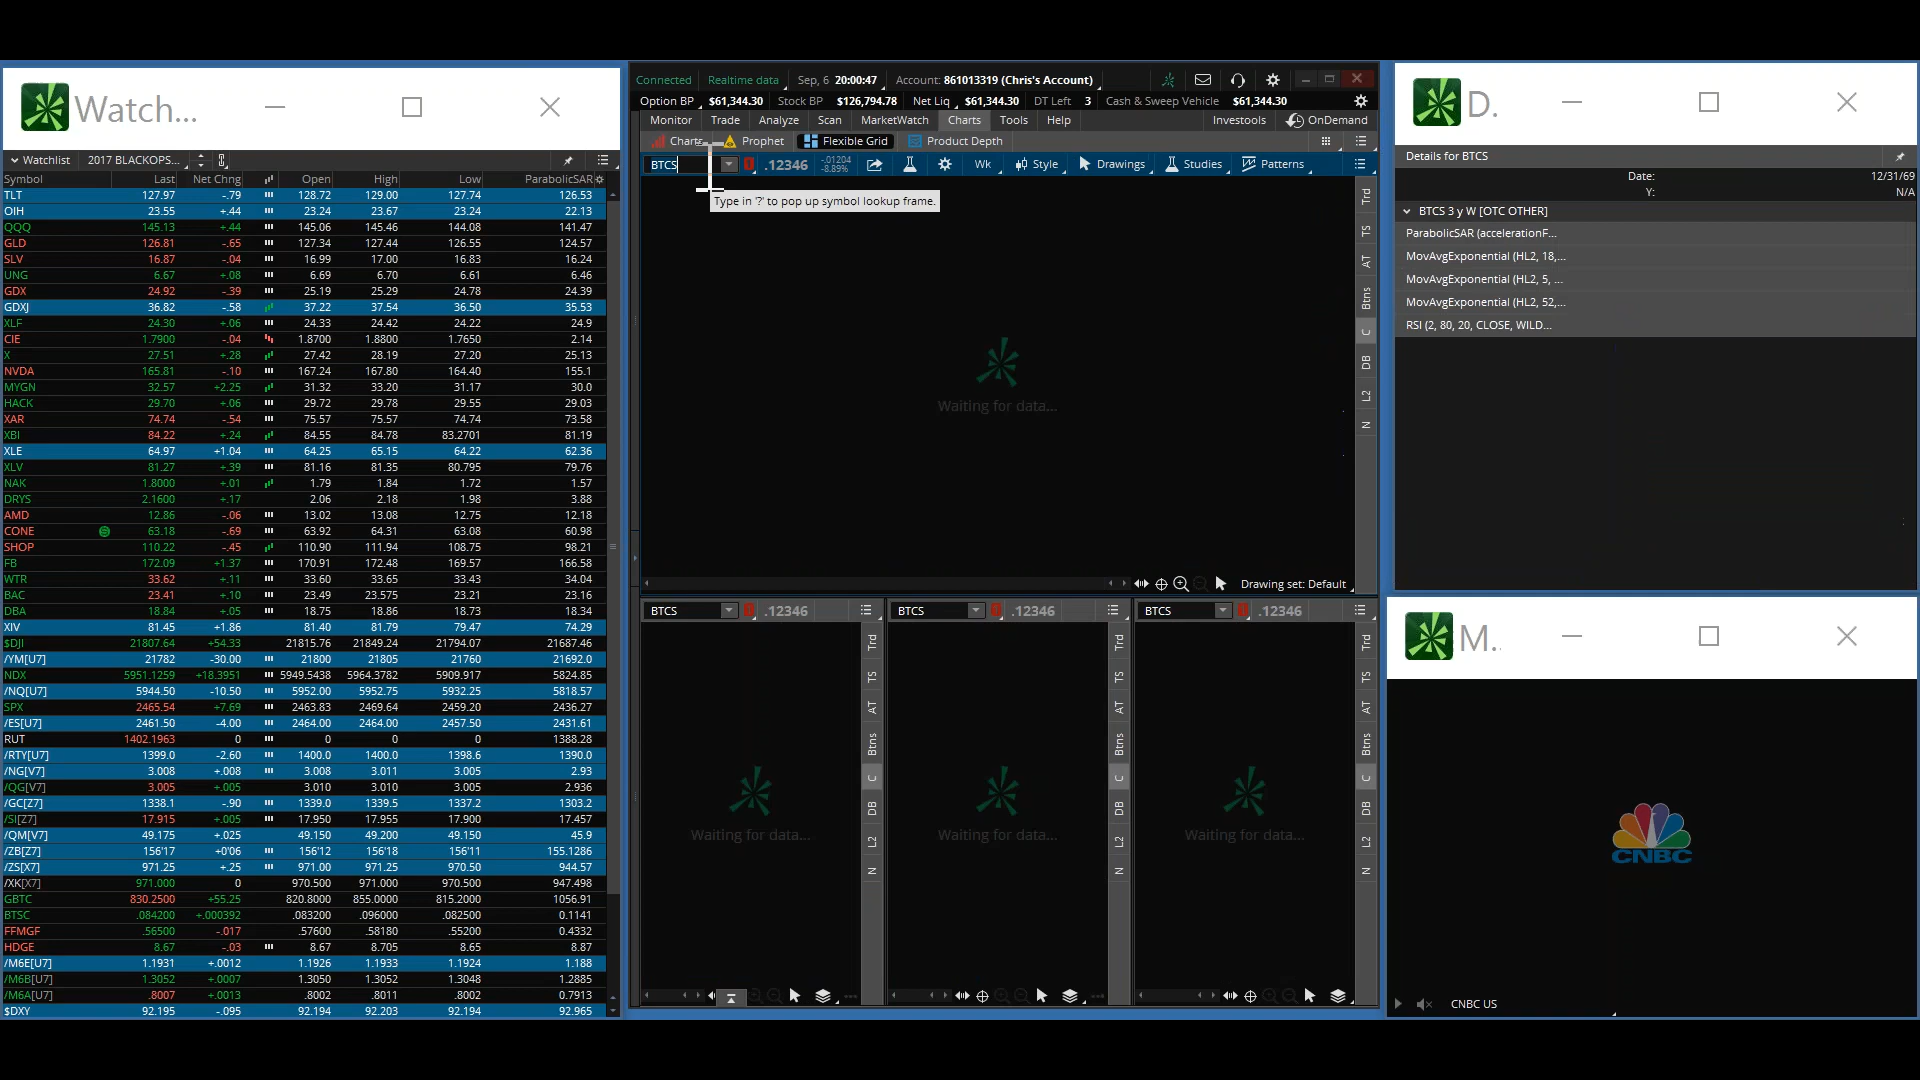 Watch...
Watchlist 2017 BLACKOPS...
Symbol Last Net Chng Open High Low ParabolicSAR
TLT 127.97 -.79 128.72 129.00 127.74 126.53
OIH 23.55 +.44 23.24 23.67 23.24 22.13
QQQ 145.13 +.44 145.06 145.46 144.08 141.47
GLD 126.81 -.65 127.34 127.44 126.55 124.57
SLV 16.87 -.04 16.99 17.00 16.83 16.24
UNG 6.67 +.08 6.69 6.70 6.61 6.46
GDX 24.92 -.39 25.19 25.29 24.78 24.39
GDXJ 36.82 -.58 37.22 37.54 36.50 35.53
XLF 24.30 +.06 24.33 24.42 24.22 24.9
CIE 1.7900 -.04 1.8700 1.8800 1.7650 2.14
X 27.51 +.28 27.42 28.19 27.20 25.13
NVDA 165.81 -.10 167.24 167.80 164.40 155.1
MYGN 32.57 +2.25 31.32 33.20 31.17 30.0
HACK 29.70 +.06 29.72 29.78 29.55 29.03
XAR 74.74 -.54 75.57 75.57 74.74 73.58
XBI 84.22 +.24 84.55 84.78 83.2701 81.19
XLE 64.97 +1.04 64.25 65.15 64.22 62.36
XLV 81.27 +.39 81.16 81.35 80.795 79.76
NAK 1.8000 +.01 1.79 1.84 1.72 1.57
DRYS 2.1600 +.17 2.06 2.18 1.98 3.88
AMD 12.86 -.06 13.02 13.08 12.75 12.18
CONE 63.18 -.69 63.92 64.31 63.08 60.98
SHOP 110.22 -.45 110.90 111.94 108.75 98.21
FB 172.09 +1.37 170.91 172.48 169.57 166.58
WTR 33.62 +.11 33.60 33.65 33.43 34.04
BAC 23.41 +.10 23.49 23.575 23.21 23.16
DBA 18.84 +.05 18.75 18.86 18.73 18.34
XIV 81.45 +1.86 81.40 81.79 79.47 74.29
$DJI 21807.64 +54.33 21815.76 21849.24 21794.07 21687.46
/YM[U7] 21782 -30.00 21800 21805 21760 21692.0
NDX 5951.1259 +18.3951 5949.5438 5964.3782 5909.917 5824.85
/NQ[U7] 5944.50 -10.50 5952.00 5952.75 5932.25 5818.57
SPX 2465.54 +7.69 2463.83 2469.64 2459.20 2436.27
/ES[U7] 2461.50 -4.00 2464.00 2464.00 2457.50 2431.61
RUT 1402.1963 0 0 0 0 1388.28
/RTY[U7] 1399.0 -2.60 1400.0 1400.0 1398.6 1390.0
/NG[V7] 3.008 +.008 3.008 3.011 3.005 2.93
/QG[V7] 3.005 +.005 3.010 3.010 3.005 2.936
/GC[Z7] 1338.1 -.90 1339.0 1339.5 1337.2 1303.2
/SI[Z7] 17.915 +.005 17.950 17.955 17.900 17.457
/QM[V7] 49.175 +.025 49.150 49.200 49.150 45.9
/ZB[Z7] 156'17 +0'06 156'12 156'18 156'11 155.1286
/ZS[X7] 971.25 +.25 971.00 971.25 970.50 944.57
/XK[X7] 971.000 0 970.500 971.000 970.500 947.498
GBTC 830.2500 +55.25 820.8000 855.0000 815.2000 1056.91
BTSC .084200 +.000392 .083200 .096000 .082500 0.1141
FFMGF .56500 -.017 .57600 .58180 .55200 0.4332
HDGE 8.67 -.03 8.67 8.705 8.65 8.87
/M6E[U7] 1.1931 +.0012 1.1926 1.1933 1.1924 1.188
/M6B[U7] 1.3052 +.0007 1.3050 1.3052 1.3048 1.2885
/M6A[U7] .8007 +.0013 .8002 .8011 .8002 0.7913
$DXY 92.195 -.095 92.194 92.203 92.194 92.965
Connected Realtime data Sep, 6 20:00:47 Account: 861013319 (Chris's Account)
Option BP $61,344.30 Stock BP $126,794.78 Net Liq $61,344.30 DT Left 3 Cash & Sweep Vehicle $61,344.30
Monitor Trade Analyze Scan MarketWatch Charts Tools Help Investools OnDemand
Charts Prophet Flexible Grid Product Depth
BTCS .12346 -.01204 -8.89% Wk Style Drawings Studies Patterns
Type in '?' to pop up symbol lookup frame.
Waiting for data...
Trd
TS
AT
Btns
C
DB
L2
N
Drawing set: Default
BTCS .12346
Waiting for data...
Trd
TS
AT
Btns
C
DB
L2
N
BTCS .12346
Waiting for data...
Trd
TS
AT
Btns
C
DB
L2
N
BTCS .12346
Waiting for data...
Trd
TS
AT
Btns
C
DB
L2
N
D.
Details for BTCS
Date: 12/31/69
Y: N/A
BTCS 3 y W [OTC OTHER]
ParabolicSAR (accelerationF...
MovAvgExponential (HL2, 18,...
MovAvgExponential (HL2, 5, ...
MovAvgExponential (HL2, 52,...
RSI (2, 80, 20, CLOSE, WILD...
M.
CNBC
CNBC US